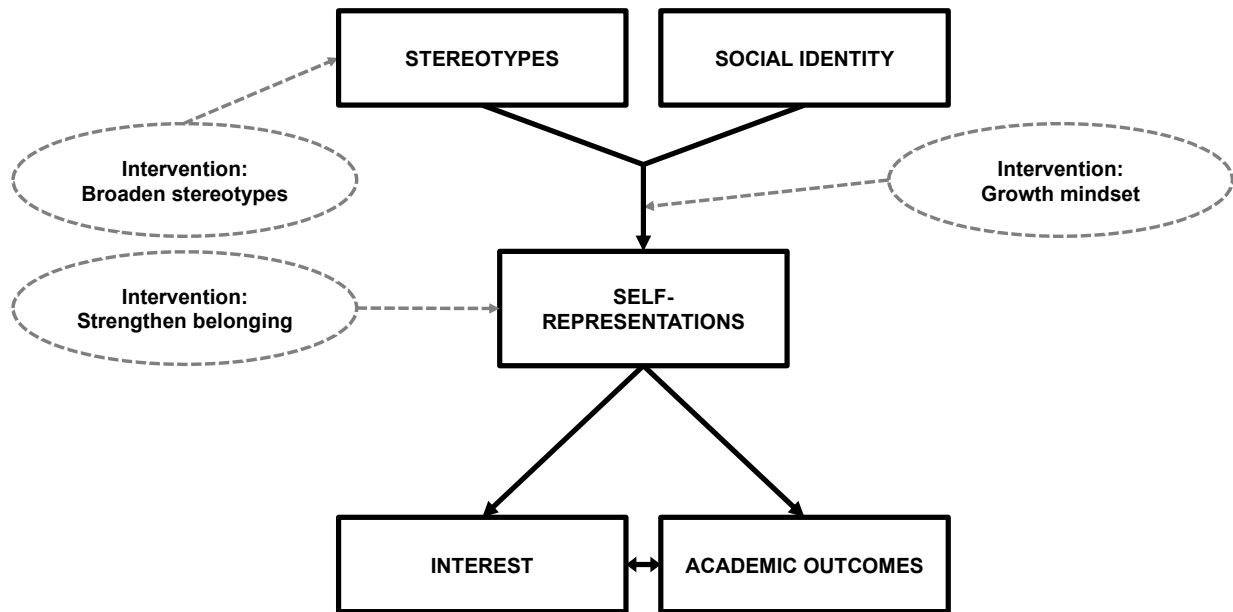 STEREOTYPES
SOCIAL IDENTITY
Intervention:
Broaden stereotypes
Intervention:
Growth mindset
Intervention:
Strengthen belonging
SELF-
REPRESENTATIONS
INTEREST
ACADEMIC OUTCOMES